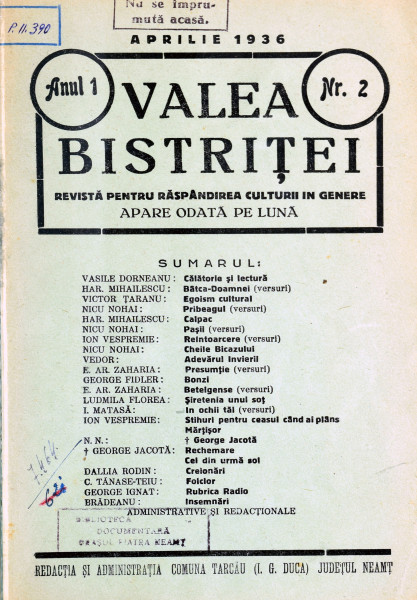 Nu se împru-
mută acasă.
P.II.390
APRILIE 1936
Anul 1
VALEA
Nr. 2
BISTRIȚEI
REVISTĂ PENTRU RĂSPÂNDIREA CULTURII IN GENERE
APARE ODATĂ PE LUNĂ
SUMARUL:
VASILE DORNEANU: Călătorie și lectură
HAR. MIHAILESCU: Bâtca-Doamnei (versuri)
VICTOR ȚARANU: Egoism cultural
NICU NOHAI: Pribeagul (versuri)
HAR. MIHAILESCU: Calpac
NICU NOHAI: Pașii (versuri)
ION VESPREMIE: Reintoarcere (versuri)
NICU NOHAI: Cheile Bicazului
VEDOR: Adevărul Invierii
E. AR. ZAHARIA: Presumție (versuri)
GEORGE FIDLER: Bonzi
E. AR. ZAHARIA: Betelgense (versuri)
LUDMILA FLOREA: Șiretenia unui soț
I. MATASĂ: In ochii tăi (versuri)
ION VESPREMIE: Stihuri pentru ceasul când ai plâns
Mărțișor
N. N.: † George Jacotă
† GEORGE JACOTĂ: Rechemare
Cel din urmă sol
DALLIA RODIN: Creionări
C. TĂNASE-TEIU: Folclor
GEORGE IGNAT: Rubrica Radio
BRĂDEANU: Insemnări
ADMINISTRATIVE ȘI REDACȚIONALE
BIBLIOTECA
DOCUMENTARĂ
ORAȘUL PIATRA NEAMȚ
REDACȚIA ȘI ADMINISTRAȚIA COMUNA TARCĂU (I. G. DUCA) JUDEȚUL NEAMȚ